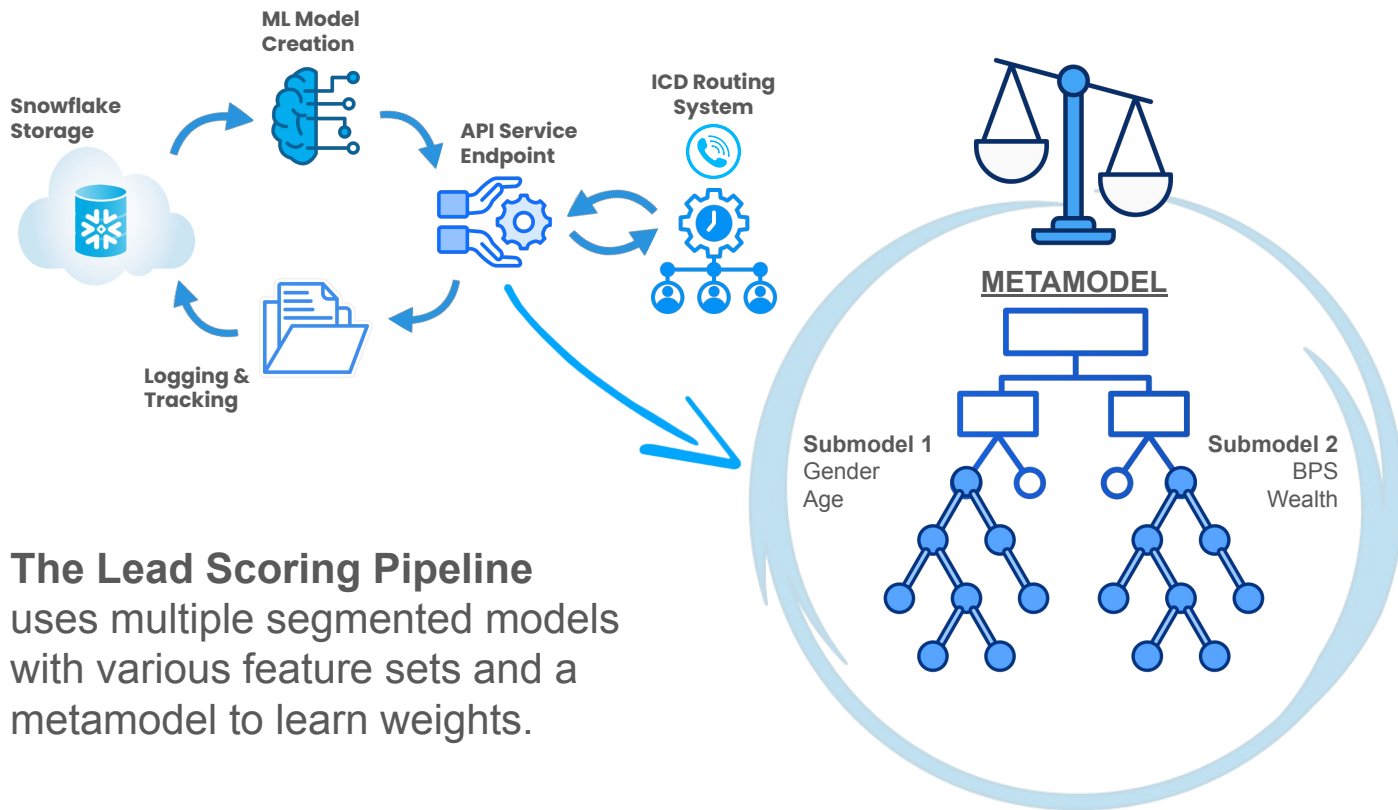 ML Model
Creation
Snowflake
Storage
API Service
Endpoint
ICD Routing
System
Logging &
Tracking
METAMODEL
Submodel 1
Gender
Age
Submodel 2
BPS
Wealth
The Lead Scoring Pipeline
uses multiple segmented models
with various feature sets and a
metamodel to learn weights.